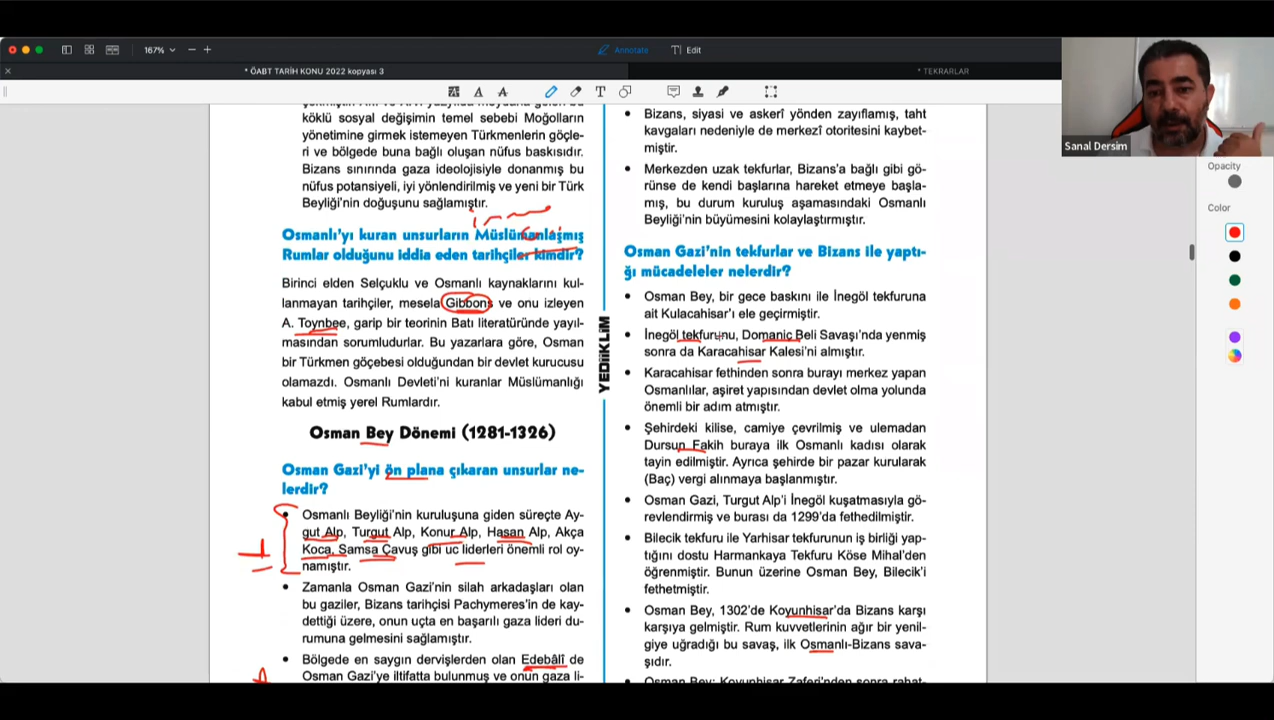 167%
Annotate
Edit
* ÖABT TARİH KONU 2022 kopyası 3
* TEKRARLAR
köklü sosyal değişimin temel sebebi Moğolların
yönetimine girmek istemeyen Türkmenlerin göçle-
ri ve bölgede buna bağlı oluşan nüfus baskısıdır.
Bizans sınırında gaza ideolojisiyle donanmış bu
nüfus potansiyeli, iyi yönlendirilmiş ve yeni bir Türk
Beyliği'nin doğuşunu sağlamıştır.
Osmanlı'yı kuran unsurların Müslümanlaşmış
Rumlar olduğunu iddia eden tarihçiler kimdir?
Birinci elden Selçuklu ve Osmanlı kaynaklarını kul-
lanmayan tarihçiler, mesela Gibbons ve onu izleyen
A. Toynbee, garip bir teorinin Batı literatüründe yayıl-
masından sorumludurlar. Bu yazarlara göre, Osman
bir Türkmen göçebesi olduğundan bir devlet kurucusu
olamazdı. Osmanlı Devleti'ni kuranlar Müslümanlığı
kabul etmiş yerel Rumlardır.
Osman Bey Dönemi (1281-1326)
Osman Gazi'yi ön plana çıkaran unsurlar ne-
lerdir?
• Osmanlı Beyliği'nin kuruluşuna giden süreçte Ay-
gut Alp, Turgut Alp, Konur Alp, Hasan Alp, Akça
Koca, Samsa Çavuş gibi uc liderleri önemli rol oy-
namıştır.
• Zamanla Osman Gazi'nin silah arkadaşları olan
bu gaziler, Bizans tarihçisi Pachymeres'in de kay-
dettiği üzere, onun uçta en başarılı gaza lideri du-
rumuna gelmesini sağlamıştır.
• Bölgede en saygın dervişlerden olan Edebâlî de
Osman Gazi'ye iltifatta bulunmuş ve onun gaza li-
YEDİİKLİM
• Bizans, siyasi ve askerî yönden zayıflamış, taht
kavgaları nedeniyle de merkezî otoritesini kaybet-
miştir.
• Merkezden uzak tekfurlar, Bizans'a bağlı gibi gö-
rünse de kendi başlarına hareket etmeye başla-
mış, bu durum kuruluş aşamasındaki Osmanlı
Beyliği'nin büyümesini kolaylaştırmıştır.
Osman Gazi'nin tekfurlar ve Bizans ile yaptı-
ğı mücadeleler nelerdir?
• Osman Bey, bir gece baskını ile İnegöl tekfuruna
ait Kulacahisar'ı ele geçirmiştir.
• İnegöl tekfurunu, Domaniç Beli Savaşı'nda yenmiş
sonra da Karacahisar Kalesi'ni almıştır.
• Karacahisar fethinden sonra burayı merkez yapan
Osmanlılar, aşiret yapısından devlet olma yolunda
önemli bir adım atmıştır.
• Şehirdeki kilise, camiye çevrilmiş ve ulemadan
Dursun Fakih buraya ilk Osmanlı kadısı olarak
tayin edilmiştir. Ayrıca şehirde bir pazar kurularak
(Baç) vergi alınmaya başlanmıştır.
• Osman Gazi, Turgut Alp'i İnegöl kuşatmasıyla gö-
revlendirmiş ve burası da 1299'da fethedilmiştir.
• Bilecik tekfuru ile Yarhisar tekfurunun iş birliği yap-
tığını dostu Harmankaya Tekfuru Köse Mihal'den
öğrenmiştir. Bunun üzerine Osman Bey, Bilecik'i
fethetmiştir.
• Osman Bey, 1302'de Koyunhisar'da Bizans karşı
karşıya gelmiştir. Rum kuvvetlerinin ağır bir yenil-
giye uğradığı bu savaş, ilk Osmanlı-Bizans sava-
şıdır.
• Osman Bey; Koyunhisar Zaferi'nden sonra rahat-
Sanal Dersim
Opacity
Color